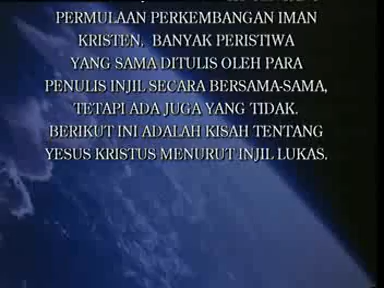 PERMULAAN PERKEMBANGAN IMAN
KRISTEN. BANYAK PERISTIWA
YANG SAMA DITULIS OLEH PARA
PENULIS INJIL SECARA BERSAMA-SAMA,
TETAPI ADA JUGA YANG TIDAK.
BERIKUT INI ADALAH KISAH TENTANG
YESUS KRISTUS MENURUT INJIL LUKAS.